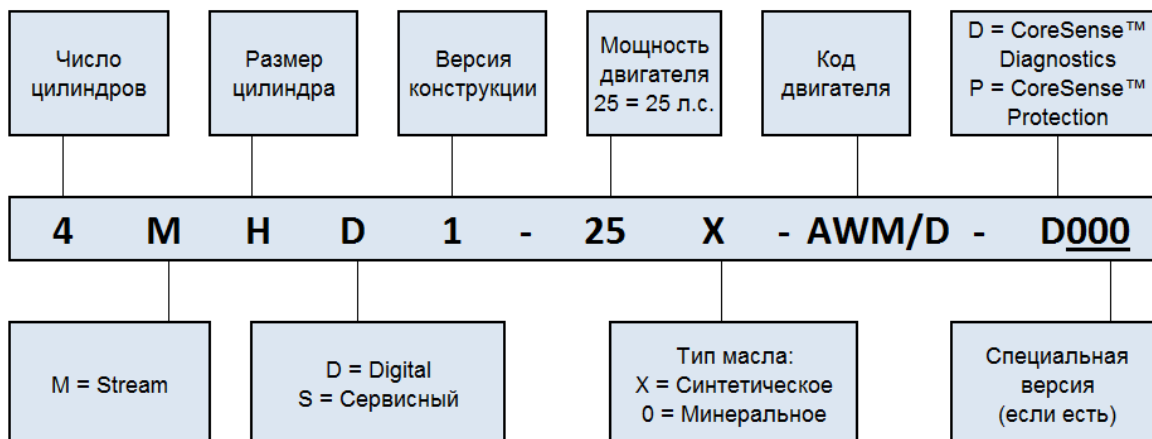 Число
цилиндров
Размер
цилиндра
Версия
конструкции
Мощность
двигателя
25 = 25 л.с.
Код
двигателя
D = CoreSense™
Diagnostics
P = CoreSense™
Protection
4 M H D 1 - 25 X - AWM/D - D000
M = Stream
D = Digital
S = Сервисный
Тип масла:
X = Синтетическое
0 = Минеральное
Специальная
версия
(если есть)